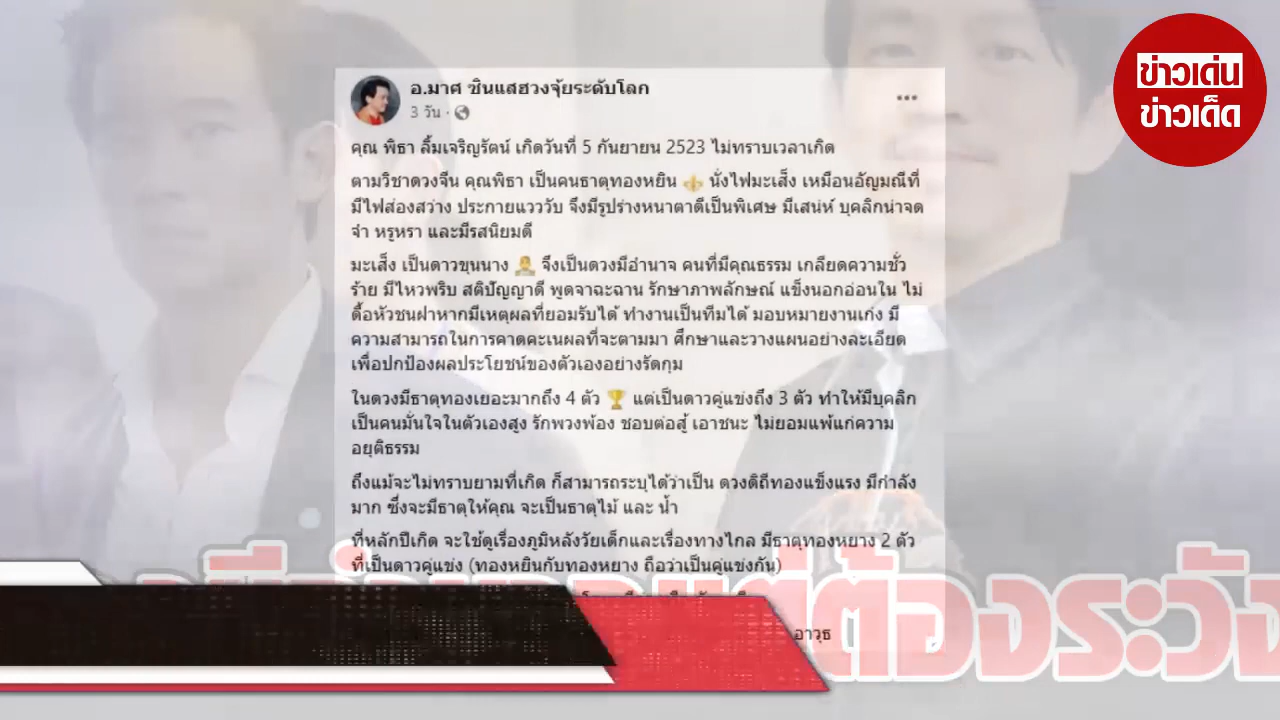 ข่าวเด่น
ข่าวเด็ด
อ.มาศ ซินแสฮวงจุ้ยระดับโลก
3 วัน
คุณ พิธา ลิ้มเจริญรัตน์ เกิดวันที่ 5 กันยายน 2523 ไม่ทราบเวลาเกิด
ตามวิชาดวงจีน คุณพิธา เป็นคนธาตุทองหยิน ⚜️ นั่งไฟมะเส็ง เหมือนอัญมณีที่
มีไฟส่องสว่าง ประกายแวววับ จึงมีรูปร่างหน้าตาดีเป็นพิเศษ มีเสน่ห์ บุคลิกน่าจด
จำ หรูหรา และมีรสนิยมดี
มะเส็ง เป็นดาวขุนนาง 👨‍💼 จึงเป็นดวงมีอำนาจ คนที่มีคุณธรรม เกลียดความชั่ว
ร้าย มีไหวพริบ สติปัญญาดี พูดจาฉะฉาน รักษาภาพลักษณ์ แข็งนอกอ่อนใน ไม่
ดื้อหัวชนฝาหากมีเหตุผลที่ยอมรับได้ ทำงานเป็นทีมได้ มอบหมายงานเก่ง มี
ความสามารถในการคาดคะเนผลที่จะตามมา ศึกษาและวางแผนอย่างละเอียด
เพื่อปกป้องผลประโยชน์ของตัวเองอย่างรัดกุม
ในดวงมีธาตุทองเยอะมากถึง 4 ตัว 🏆 แต่เป็นดาวคู่แข่งถึง 3 ตัว ทำให้มีบุคลิก
เป็นคนมั่นใจในตัวเองสูง รักพวงพ้อง ชอบต่อสู้ เอาชนะ ไม่ยอมแพ้แก่ความ
อยุติธรรม
ถึงแม้จะไม่ทราบยามที่เกิด ก็สามารถระบุได้ว่าเป็น ดวงดิถีทองแข็งแรง มีกำลัง
มาก ซึ่งจะมีธาตุให้คุณ จะเป็นธาตุไม้ และ น้ำ
ที่หลักปีเกิด จะใช้ดูเรื่องภูมิหลังวัยเด็กและเรื่องทางไกล มีธาตุทองหยาง 2 ตัว
ที่เป็นดาวคู่แข่ง (ทองหยินกับทองหยาง ถือว่าเป็นคู่แข่งกัน)
อาวุธ
ต้องระวัง